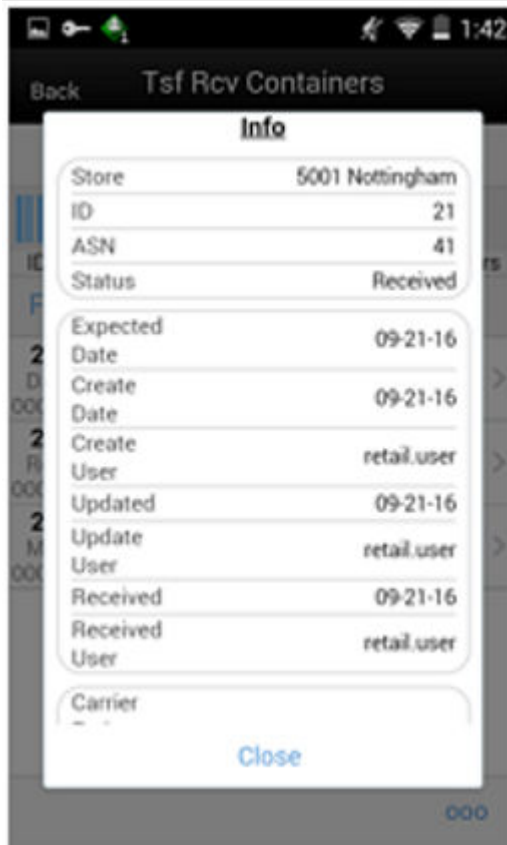 1:42
Back Tsf Rcv Containers
Info
Store 5001 Nottingham
ID 21
ASN 41
Status Received
Expected Date 09-21-16
Create Date 09-21-16
Create User retail.user
Updated 09-21-16
Update User retail.user
Received 09-21-16
Received User retail.user
Carrier
Close